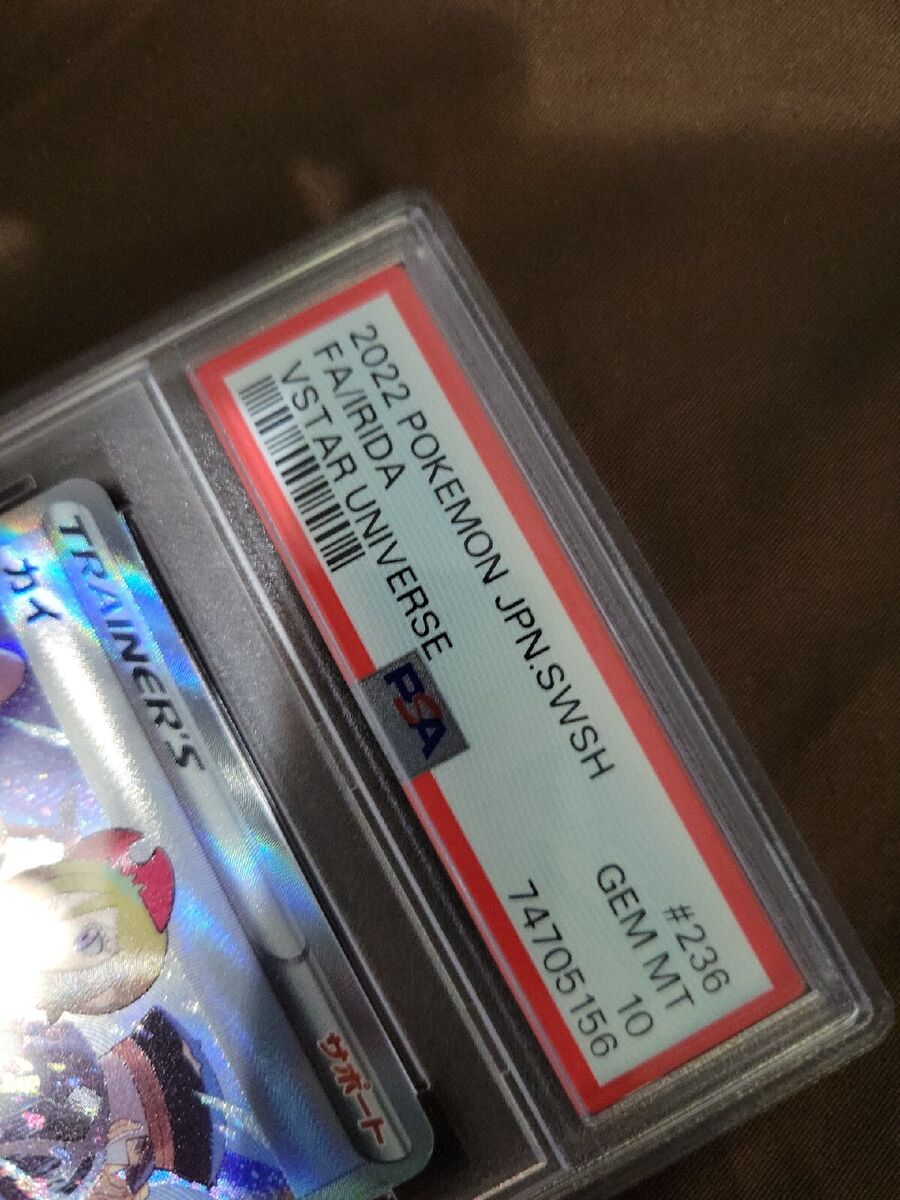 2022 POKEMON JPN.SWSH #236
FA/IRIDA GEM MT
VSTAR UNIVERSE 10
PSA 74705156
TRAINER'S サポート
カイ